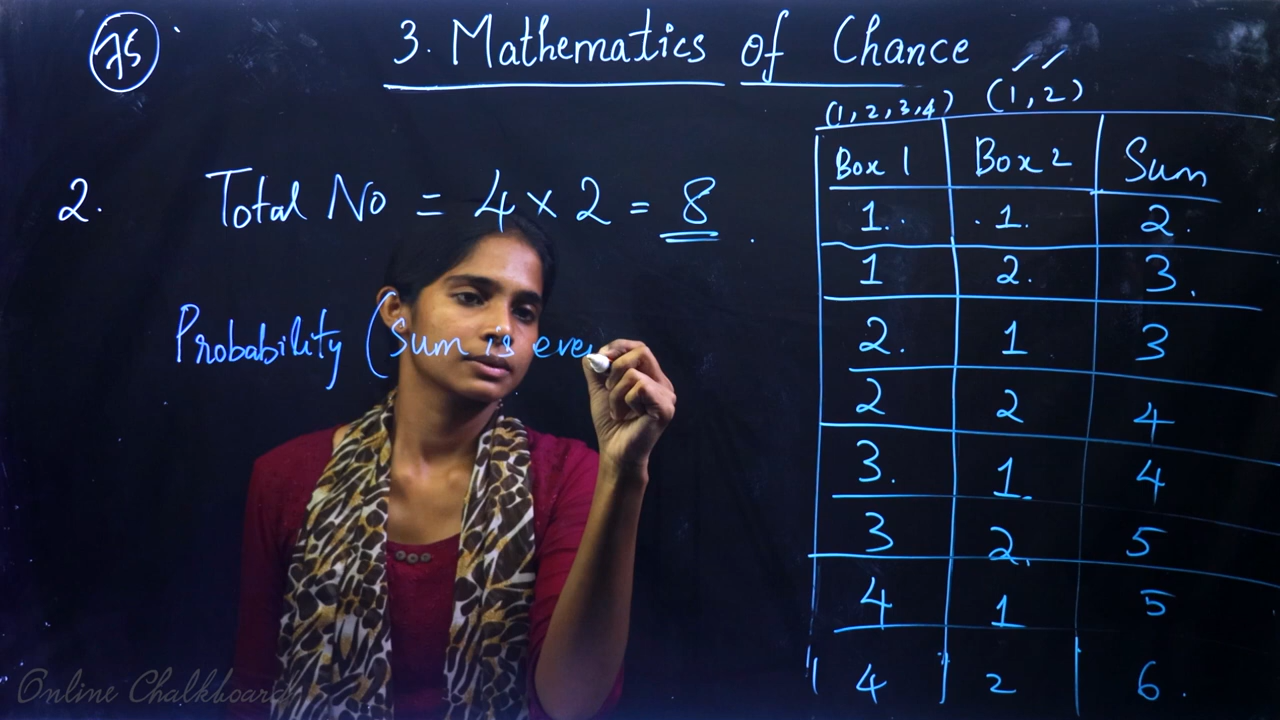 75
3. Mathematics of Chance
(1, 2, 3, 4) (1, 2)
Box 1 Box 2 Sum
2. Total No = 4 × 2 = 8
1. 1. 2.
1 2. 3.
Probability (Sum is eve
2. 1 3
2 2 4
3. 1. 4
3 2. 5
4 1 5
4 2 6.
Online Chalkboard